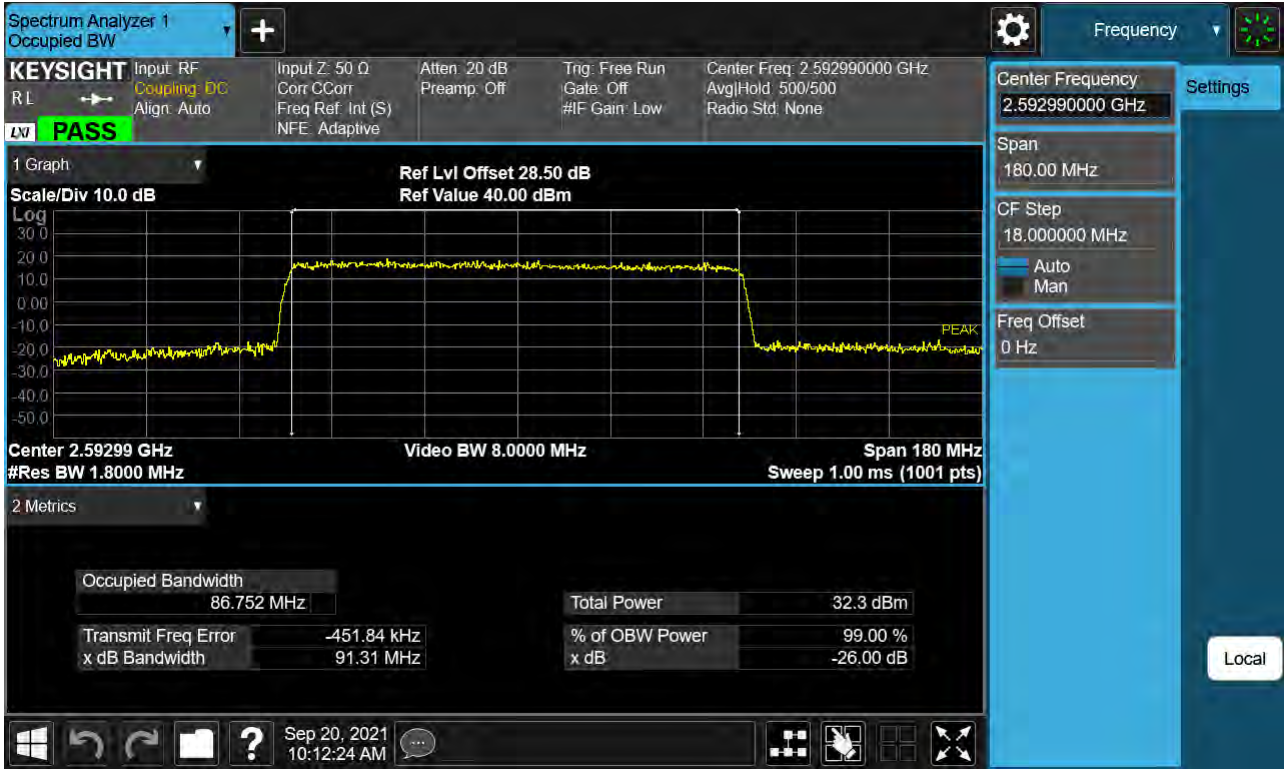 Spectrum Analyzer 1
Occupied BW
Frequency
KEYSIGHT
R L
LXI
PASS
Input: RF
Coupling: DC
Align: Auto
Input Z: 50 Ω
Corr CCorr
Freq Ref: Int (S)
NFE: Adaptive
Atten: 20 dB
Preamp: Off
Trig: Free Run
Gate: Off
#IF Gain: Low
Center Freq: 2.592990000 GHz
Avg|Hold: 500/500
Radio Std: None
Center Frequency
2.592990000 GHz
Settings
Span
180.00 MHz
CF Step
18.000000 MHz
Auto
Man
Freq Offset
0 Hz
1 Graph
Ref Lvl Offset 28.50 dB
Scale/Div 10.0 dB
Ref Value 40.00 dBm
Log
30.0
20.0
10.0
0.00
-10.0
-20.0
-30.0
-40.0
-50.0
PEAK
Center 2.59299 GHz
Video BW 8.0000 MHz
Span 180 MHz
#Res BW 1.8000 MHz
Sweep 1.00 ms (1001 pts)
2 Metrics
Occupied Bandwidth
86.752 MHz
Total Power 32.3 dBm
Transmit Freq Error -451.84 kHz
% of OBW Power 99.00 %
x dB Bandwidth 91.31 MHz
x dB -26.00 dB
Local
Sep 20, 2021
10:12:24 AM